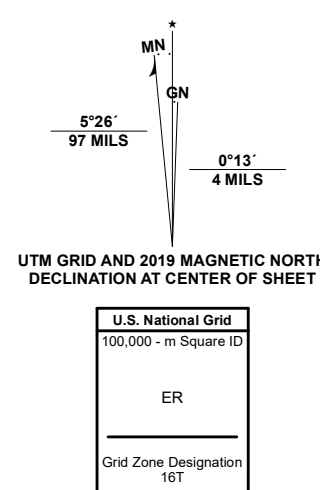 MN
GN
5°26´
97 MILS
0°13´
4 MILS
UTM GRID AND 2019 MAGNETIC NORTH
DECLINATION AT CENTER OF SHEET
U.S. National Grid
100,000 - m Square ID
ER
Grid Zone Designation
16T